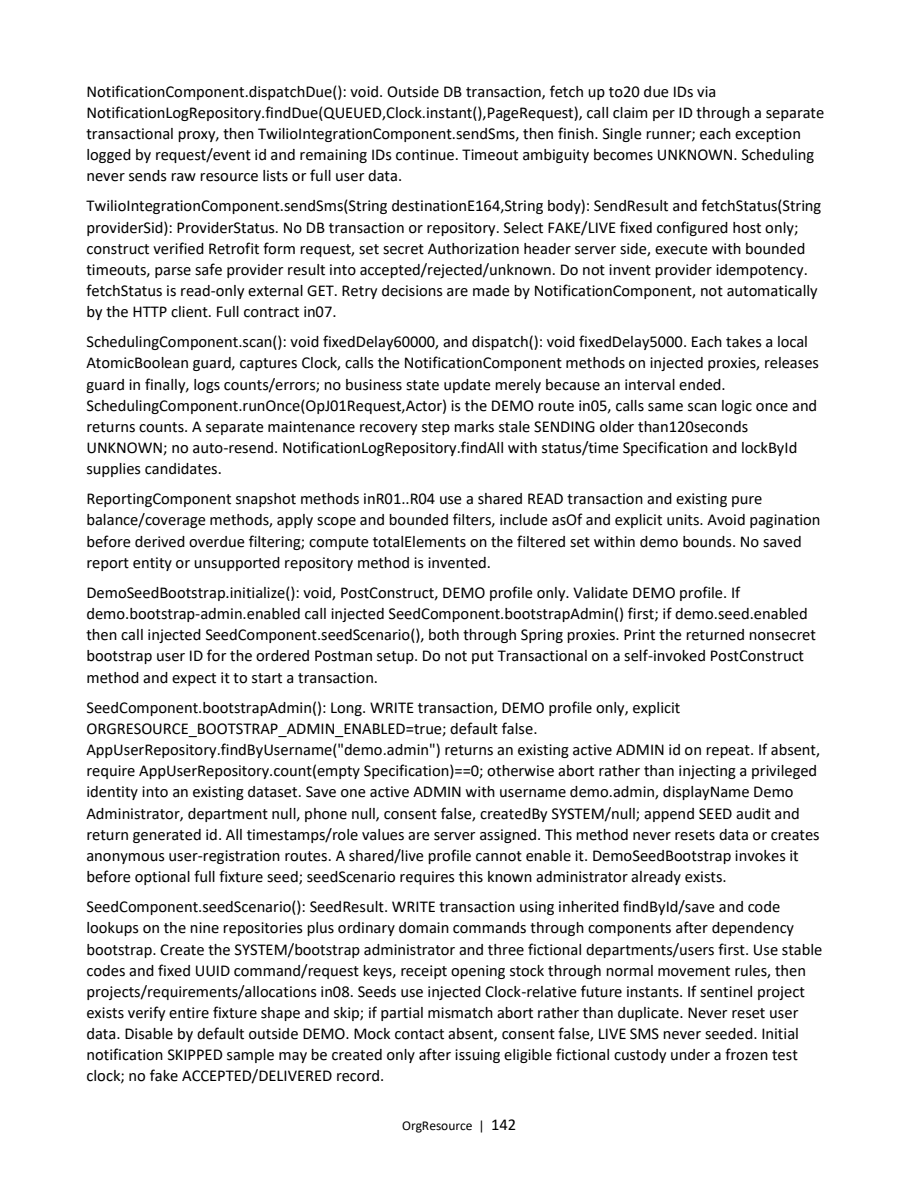 NotificationComponent.dispatchDue(): void. Outside DB transaction, fetch up to20 due IDs via
NotificationLogRepository.findDue(QUEUED,Clock.instant(),PageRequest), call claim per ID through a separate
transactional proxy, then TwilioIntegrationComponent.sendSms, then finish. Single runner; each exception
logged by request/event id and remaining IDs continue. Timeout ambiguity becomes UNKNOWN. Scheduling
never sends raw resource lists or full user data.
TwilioIntegrationComponent.sendSms(String destinationE164,String body): SendResult and fetchStatus(String
providerSid): ProviderStatus. No DB transaction or repository. Select FAKE/LIVE fixed configured host only;
construct verified Retrofit form request, set secret Authorization header server side, execute with bounded
timeouts, parse safe provider result into accepted/rejected/unknown. Do not invent provider idempotency.
fetchStatus is read-only external GET. Retry decisions are made by NotificationComponent, not automatically
by the HTTP client. Full contract in07.
SchedulingComponent.scan(): void fixedDelay60000, and dispatch(): void fixedDelay5000. Each takes a local
AtomicBoolean guard, captures Clock, calls the NotificationComponent methods on injected proxies, releases
guard in finally, logs counts/errors; no business state update merely because an interval ended.
SchedulingComponent.runOnce(OpJ01Request,Actor) is the DEMO route in05, calls same scan logic once and
returns counts. A separate maintenance recovery step marks stale SENDING older than120seconds
UNKNOWN; no auto-resend. NotificationLogRepository.findAll with status/time Specification and lockById
supplies candidates.
ReportingComponent snapshot methods inR01..R04 use a shared READ transaction and existing pure
balance/coverage methods, apply scope and bounded filters, include asOf and explicit units. Avoid pagination
before derived overdue filtering; compute totalElements on the filtered set within demo bounds. No saved
report entity or unsupported repository method is invented.
DemoSeedBootstrap.initialize(): void, PostConstruct, DEMO profile only. Validate DEMO profile. If
demo.bootstrap-admin.enabled call injected SeedComponent.bootstrapAdmin() first; if demo.seed.enabled
then call injected SeedComponent.seedScenario(), both through Spring proxies. Print the returned nonsecret
bootstrap user ID for the ordered Postman setup. Do not put Transactional on a self-invoked PostConstruct
method and expect it to start a transaction.
SeedComponent.bootstrapAdmin(): Long. WRITE transaction, DEMO profile only, explicit
ORGRESOURCE_BOOTSTRAP_ADMIN_ENABLED=true; default false.
AppUserRepository.findByUsername("demo.admin") returns an existing active ADMIN id on repeat. If absent,
require AppUserRepository.count(empty Specification)==0; otherwise abort rather than injecting a privileged
identity into an existing dataset. Save one active ADMIN with username demo.admin, displayName Demo
Administrator, department null, phone null, consent false, createdBy SYSTEM/null; append SEED audit and
return generated id. All timestamps/role values are server assigned. This method never resets data or creates
anonymous user-registration routes. A shared/live profile cannot enable it. DemoSeedBootstrap invokes it
before optional full fixture seed; seedScenario requires this known administrator already exists.
SeedComponent.seedScenario(): SeedResult. WRITE transaction using inherited findById/save and code
lookups on the nine repositories plus ordinary domain commands through components after dependency
bootstrap. Create the SYSTEM/bootstrap administrator and three fictional departments/users first. Use stable
codes and fixed UUID command/request keys, receipt opening stock through normal movement rules, then
projects/requirements/allocations in08. Seeds use injected Clock-relative future instants. If sentinel project
exists verify entire fixture shape and skip; if partial mismatch abort rather than duplicate. Never reset user
data. Disable by default outside DEMO. Mock contact absent, consent false, LIVE SMS never seeded. Initial
notification SKIPPED sample may be created only after issuing eligible fictional custody under a frozen test
clock; no fake ACCEPTED/DELIVERED record.
OrgResource | 142